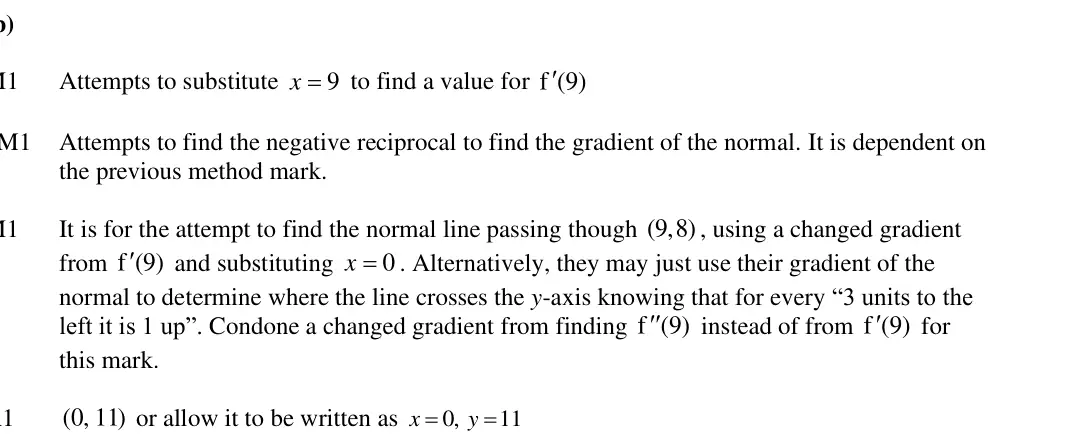 b)
M1 Attempts to substitute x = 9 to find a value for f′(9)
M1 Attempts to find the negative reciprocal to find the gradient of the normal. It is dependent on
the previous method mark.
M1 It is for the attempt to find the normal line passing though (9,8), using a changed gradient
from f′(9) and substituting x = 0. Alternatively, they may just use their gradient of the
normal to determine where the line crosses the y-axis knowing that for every “3 units to the
left it is 1 up”. Condone a changed gradient from finding f″(9) instead of from f′(9) for
this mark.
1 (0, 11) or allow it to be written as x = 0, y = 11